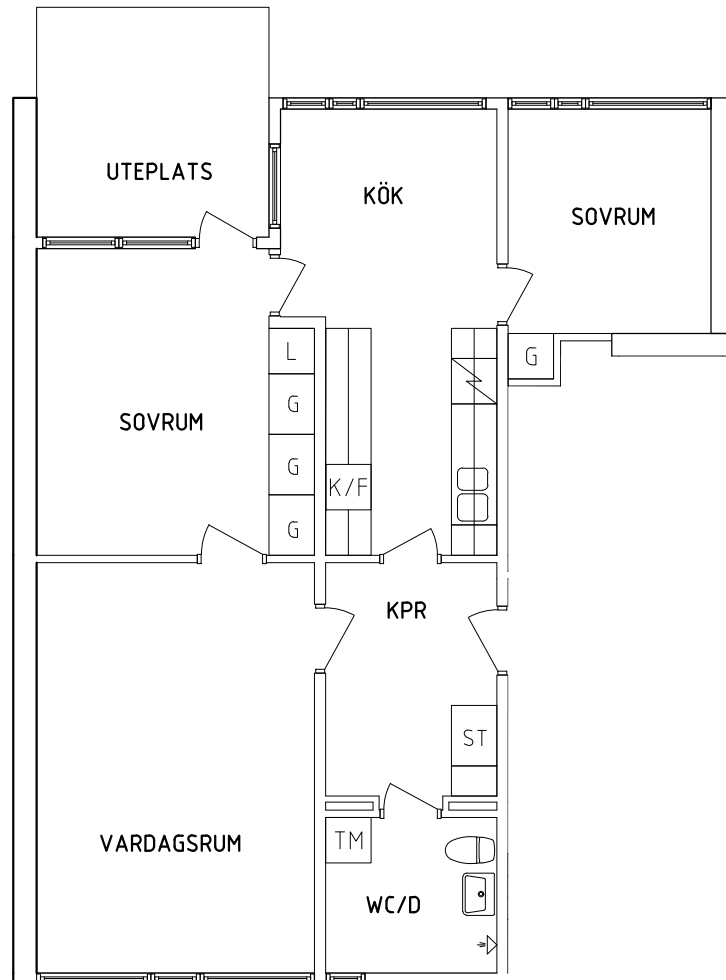 UTEPLATS
KÖK
SOVRUM
L
G
G
SOVRUM
G
K/F
G
KPR
ST
TM
VARDAGSRUM
WC/D